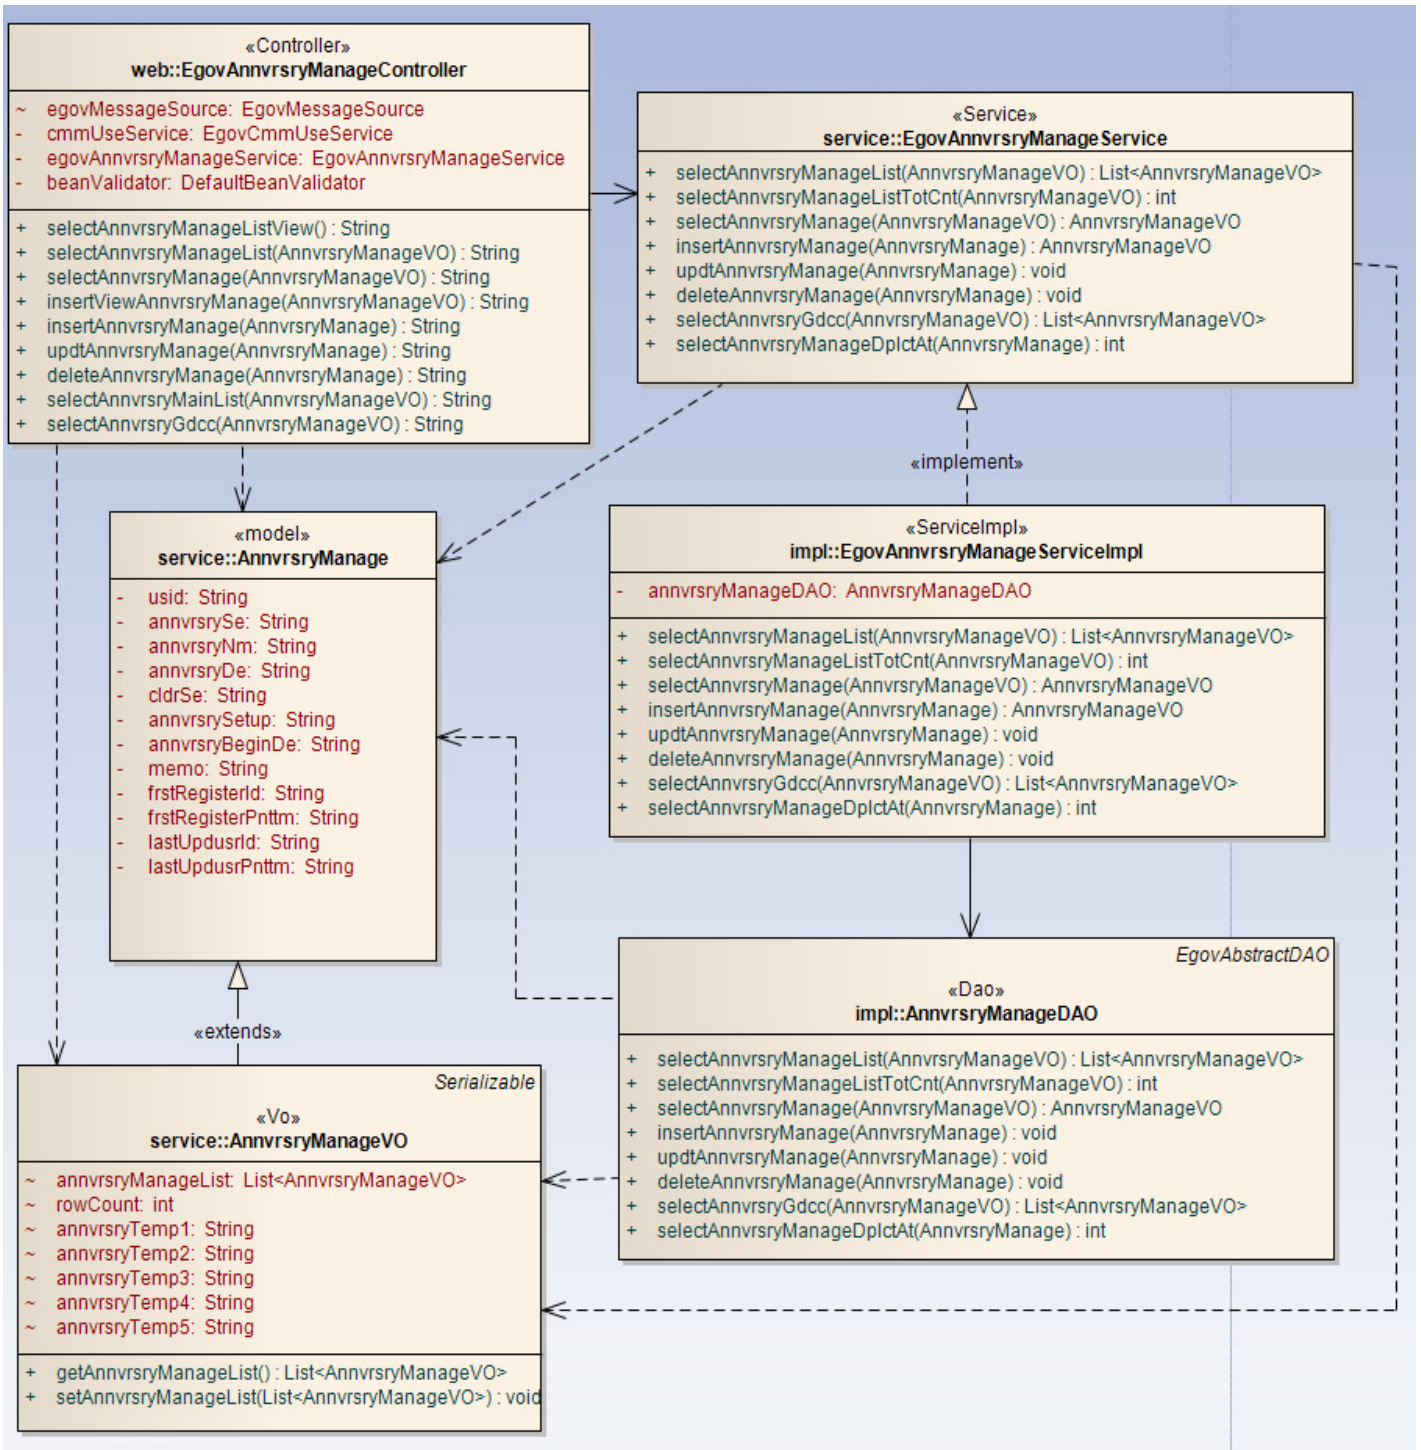 «Controller»
web::EgovAnnvrsryManageController
~ egovMessageSource: EgovMessageSource
- cmmUseService: EgovCmmUseService
- egovAnnvrsryManageService: EgovAnnvrsryManageService
- beanValidator: DefaultBeanValidator
+ selectAnnvrsryManageListView() : String
+ selectAnnvrsryManageList(AnnvrsryManageVO) : String
+ selectAnnvrsryManage(AnnvrsryManageVO) : String
+ insertViewAnnvrsryManage(AnnvrsryManageVO) : String
+ insertAnnvrsryManage(AnnvrsryManage) : String
+ updtAnnvrsryManage(AnnvrsryManage) : String
+ deleteAnnvrsryManage(AnnvrsryManage) : String
+ selectAnnvrsryMainList(AnnvrsryManageVO) : String
+ selectAnnvrsryGdcc(AnnvrsryManageVO) : String
«Service»
service::EgovAnnvrsryManageService
+ selectAnnvrsryManageList(AnnvrsryManageVO) : List<AnnvrsryManageVO>
+ selectAnnvrsryManageListTotCnt(AnnvrsryManageVO) : int
+ selectAnnvrsryManage(AnnvrsryManageVO) : AnnvrsryManageVO
+ insertAnnvrsryManage(AnnvrsryManage) : AnnvrsryManageVO
+ updtAnnvrsryManage(AnnvrsryManage) : void
+ deleteAnnvrsryManage(AnnvrsryManage) : void
+ selectAnnvrsryGdcc(AnnvrsryManageVO) : List<AnnvrsryManageVO>
+ selectAnnvrsryManageDplctAt(AnnvrsryManage) : int
«implement»
«model»
service::AnnvrsryManage
- usid: String
- annvrsrySe: String
- annvrsryNm: String
- annvrsryDe: String
- cldrSe: String
- annvrsrySetup: String
- annvrsryBeginDe: String
- memo: String
- frstRegisterId: String
- frstRegisterPnttm: String
- lastUpdusrId: String
- lastUpdusrPnttm: String
«ServiceImpl»
impl::EgovAnnvrsryManageServiceImpl
- annvrsryManageDAO: AnnvrsryManageDAO
+ selectAnnvrsryManageList(AnnvrsryManageVO) : List<AnnvrsryManageVO>
+ selectAnnvrsryManageListTotCnt(AnnvrsryManageVO) : int
+ selectAnnvrsryManage(AnnvrsryManageVO) : AnnvrsryManageVO
+ insertAnnvrsryManage(AnnvrsryManage) : AnnvrsryManageVO
+ updtAnnvrsryManage(AnnvrsryManage) : void
+ deleteAnnvrsryManage(AnnvrsryManage) : void
+ selectAnnvrsryGdcc(AnnvrsryManageVO) : List<AnnvrsryManageVO>
+ selectAnnvrsryManageDplctAt(AnnvrsryManage) : int
«extends»
EgovAbstractDAO
«Dao»
impl::AnnvrsryManageDAO
+ selectAnnvrsryManageList(AnnvrsryManageVO) : List<AnnvrsryManageVO>
+ selectAnnvrsryManageListTotCnt(AnnvrsryManageVO) : int
+ selectAnnvrsryManage(AnnvrsryManageVO) : AnnvrsryManageVO
+ insertAnnvrsryManage(AnnvrsryManage) : void
+ updtAnnvrsryManage(AnnvrsryManage) : void
+ deleteAnnvrsryManage(AnnvrsryManage) : void
+ selectAnnvrsryGdcc(AnnvrsryManageVO) : List<AnnvrsryManageVO>
+ selectAnnvrsryManageDplctAt(AnnvrsryManage) : int
Serializable
«Vo»
service::AnnvrsryManageVO
~ annvrsryManageList: List<AnnvrsryManageVO>
~ rowCount: int
~ annvrsryTemp1: String
~ annvrsryTemp2: String
~ annvrsryTemp3: String
~ annvrsryTemp4: String
~ annvrsryTemp5: String
+ getAnnvrsryManageList() : List<AnnvrsryManageVO>
+ setAnnvrsryManageList(List<AnnvrsryManageVO>) : void